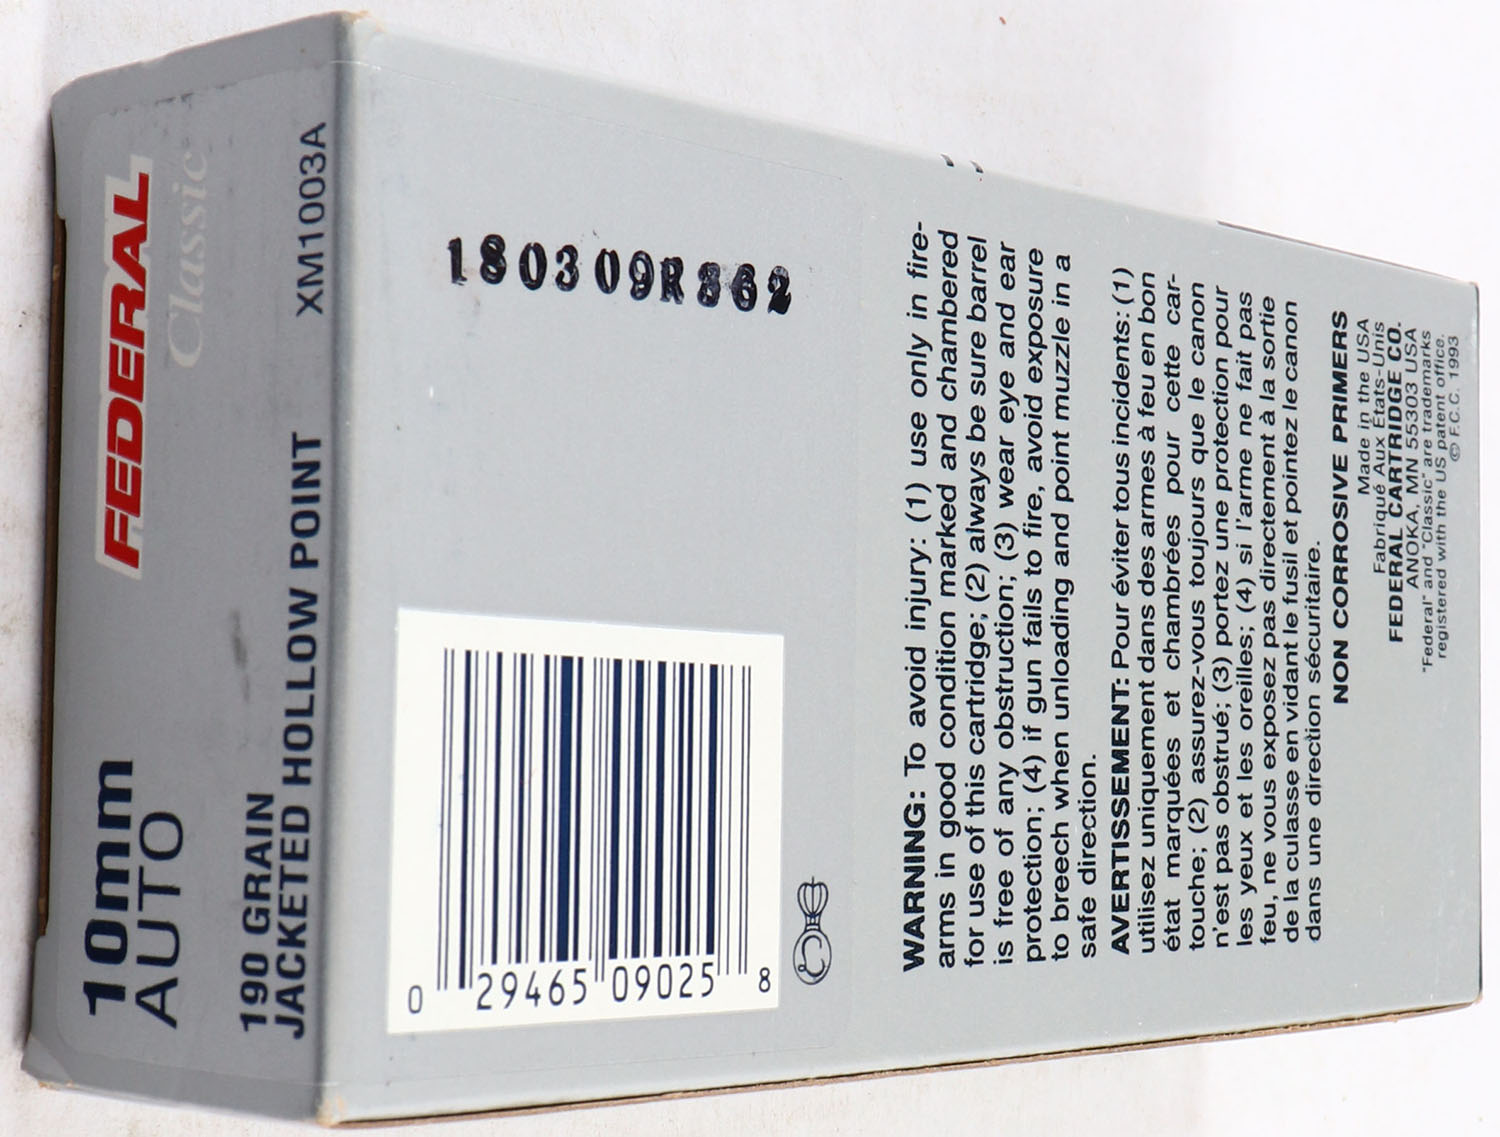 10mm
AUTO
FEDERAL
Classic
190 GRAIN
JACKETED HOLLOW POINT
XM1003A
0 29465 09025 8
180309R362
WARNING: To avoid injury: (1) use only in fire-
arms in good condition marked and chambered
for use of this cartridge; (2) always be sure barrel
is free of any obstruction; (3) wear eye and ear
protection; (4) if gun fails to fire, avoid exposure
to breech when unloading and point muzzle in a
safe direction.
AVERTISSEMENT: Pour éviter tous incidents: (1)
utilisez uniquement dans des armes à feu en bon
état marquées et chambrées pour cette car-
touche; (2) assurez-vous toujours que le canon
n'est pas obstrué; (3) portez une protection pour
les yeux et les oreilles; (4) si l'arme ne fait pas
feu, ne vous exposez pas directement à la sortie
de la culassse en vidant le fusil et pointez le canon
dans une direction sécuritaire.
NON CORROSIVE PRIMERS
Made in the USA
Fabriqué Aux États-Unis
FEDERAL CARTRIDGE CO.
ANOKA, MN 55303 USA
"Federal" and "Classic" are trademarks
registered with the US patent office.
© F.C.C. 1993